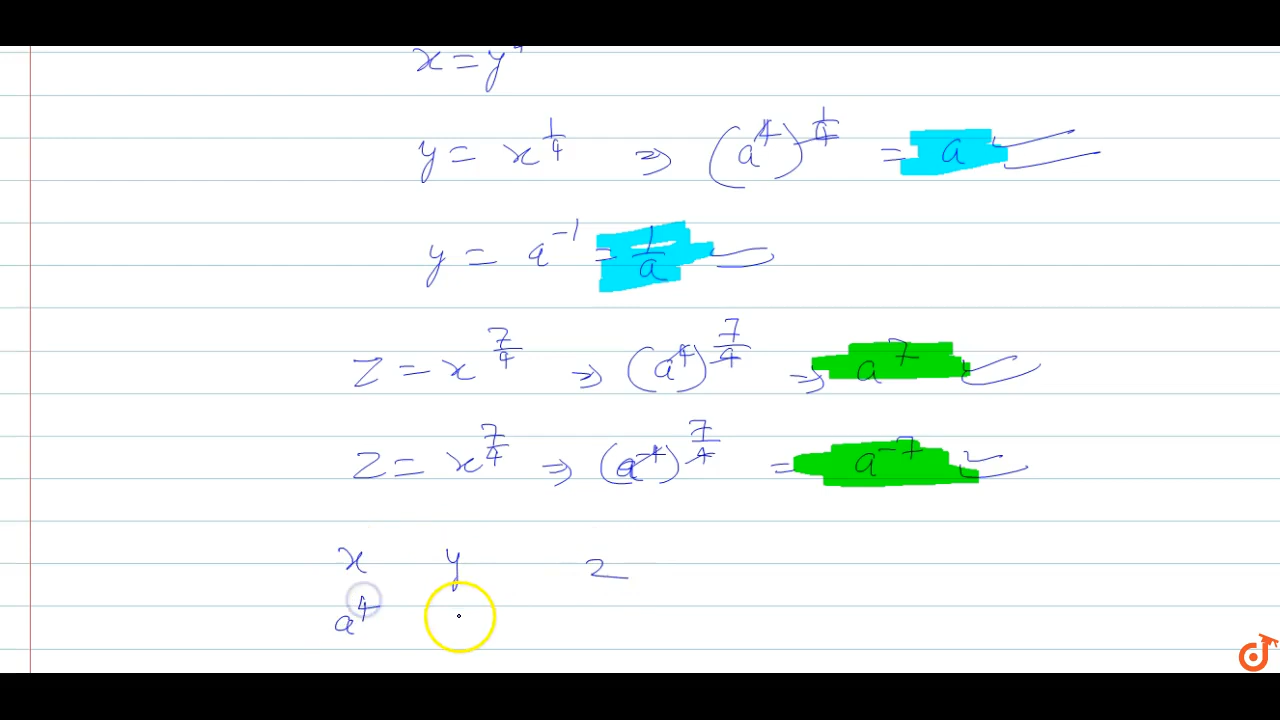 x = y⁴
y = x^(1/4) ⇒ (a⁴)^(1/4) = a
y = a⁻¹ = 1/a
z = x^(7/4) ⇒ (a⁴)^(7/4) ⇒ a⁷
z = x^(7/4) ⇒ (a⁻⁴)^(7/4) = a⁻⁷
x y z
a⁴